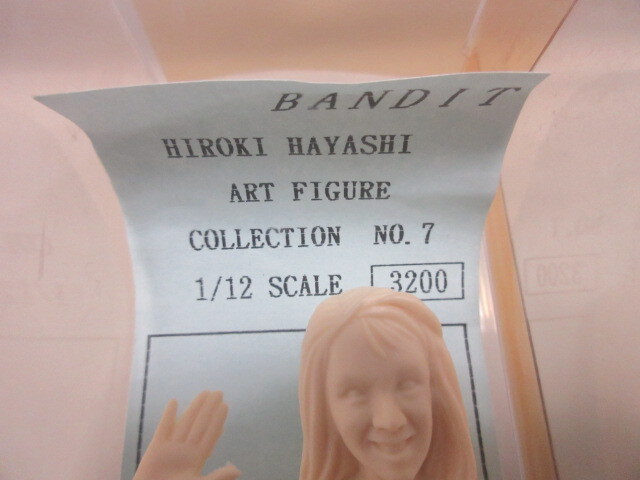 BANDIT
HIROKI HAYASHI
ART FIGURE
COLLECTION NO. 7
1/12 SCALE 3200